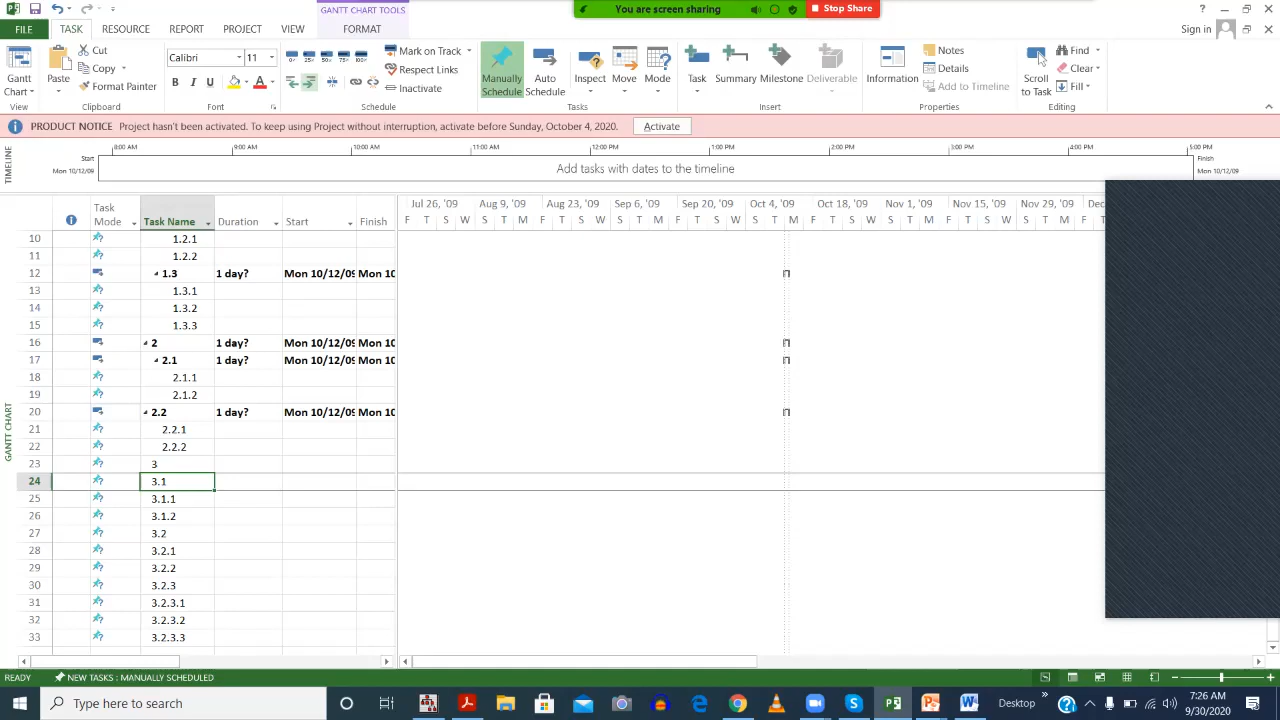 GANTT CHART TOOLS
You are screen sharing
Stop Share
FILE TASK RESOURCE REPORT PROJECT VIEW FORMAT Sign in
Gantt Chart
View
Paste
Cut
Copy
Format Painter
Clipboard
Calibri 11
B I U A
Font
Mark on Track
Respect Links
Inactivate
Schedule
Manually Schedule
Auto Schedule
Inspect
Move
Mode
Tasks
Task
Summary
Milestone
Deliverable
Insert
Information
Notes
Details
Add to Timeline
Properties
Scroll to Task
Find
Clear
Fill
Editing
PRODUCT NOTICE Project hasn't been activated. To keep using Project without interruption, activate before Sunday, October 4, 2020. Activate
TIMELINE
8:00 AM 9:00 AM 10:00 AM 11:00 AM 12:00 PM 1:00 PM 2:00 PM 3:00 PM 4:00 PM 5:00 PM
Start
Mon 10/12/09
Add tasks with dates to the timeline
Finish
Mon 10/12/09
Task Mode Task Name Duration Start Finish
Jul 26, '09 Aug 9, '09 Aug 23, '09 Sep 6, '09 Sep 20, '09 Oct 4, '09 Oct 18, '09 Nov 1, '09 Nov 15, '09 Nov 29, '09 Dec
F T S W T M F T S W T M F T S W T M F T S W T M F T S W T M F T
GANTT CHART
10 1.2.1
11 1.2.2
12 1.3 1 day? Mon 10/12/09 Mon 10
13 1.3.1
14 1.3.2
15 1.3.3
16 2 1 day? Mon 10/12/09 Mon 10
17 2.1 1 day? Mon 10/12/09 Mon 10
18 2.1.1
19 2.1.2
20 2.2 1 day? Mon 10/12/09 Mon 10
21 2.2.1
22 2.2.2
23 3
24 3.1
25 3.1.1
26 3.1.2
27 3.2
28 3.2.1
29 3.2.2
30 3.2.3
31 3.2.3.1
32 3.2.3.2
33 3.2.3.3
READY NEW TASKS : MANUALLY SCHEDULED
Type here to search
Desktop
7:26 AM
9/30/2020